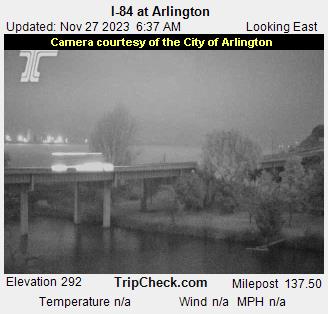 I-84 at Arlington
Updated: Nov 27 2023 6:37 AM Looking East
Camera courtesy of the City of Arlington
Elevation 292 TripCheck.com Milepost 137.50
Temperature n/a Wind n/a MPH n/a